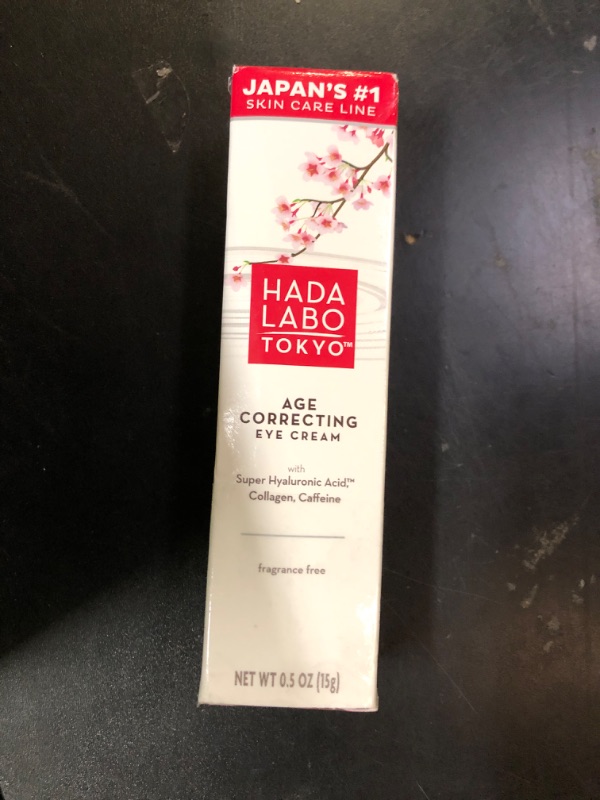 JAPAN'S #1
SKIN CARE LINE
HADA
LABO
TOKYO™
AGE
CORRECTING
EYE CREAM
with
Super Hyaluronic Acid,™
Collagen, Caffeine
fragrance free
NET WT 0.5 OZ (15g)